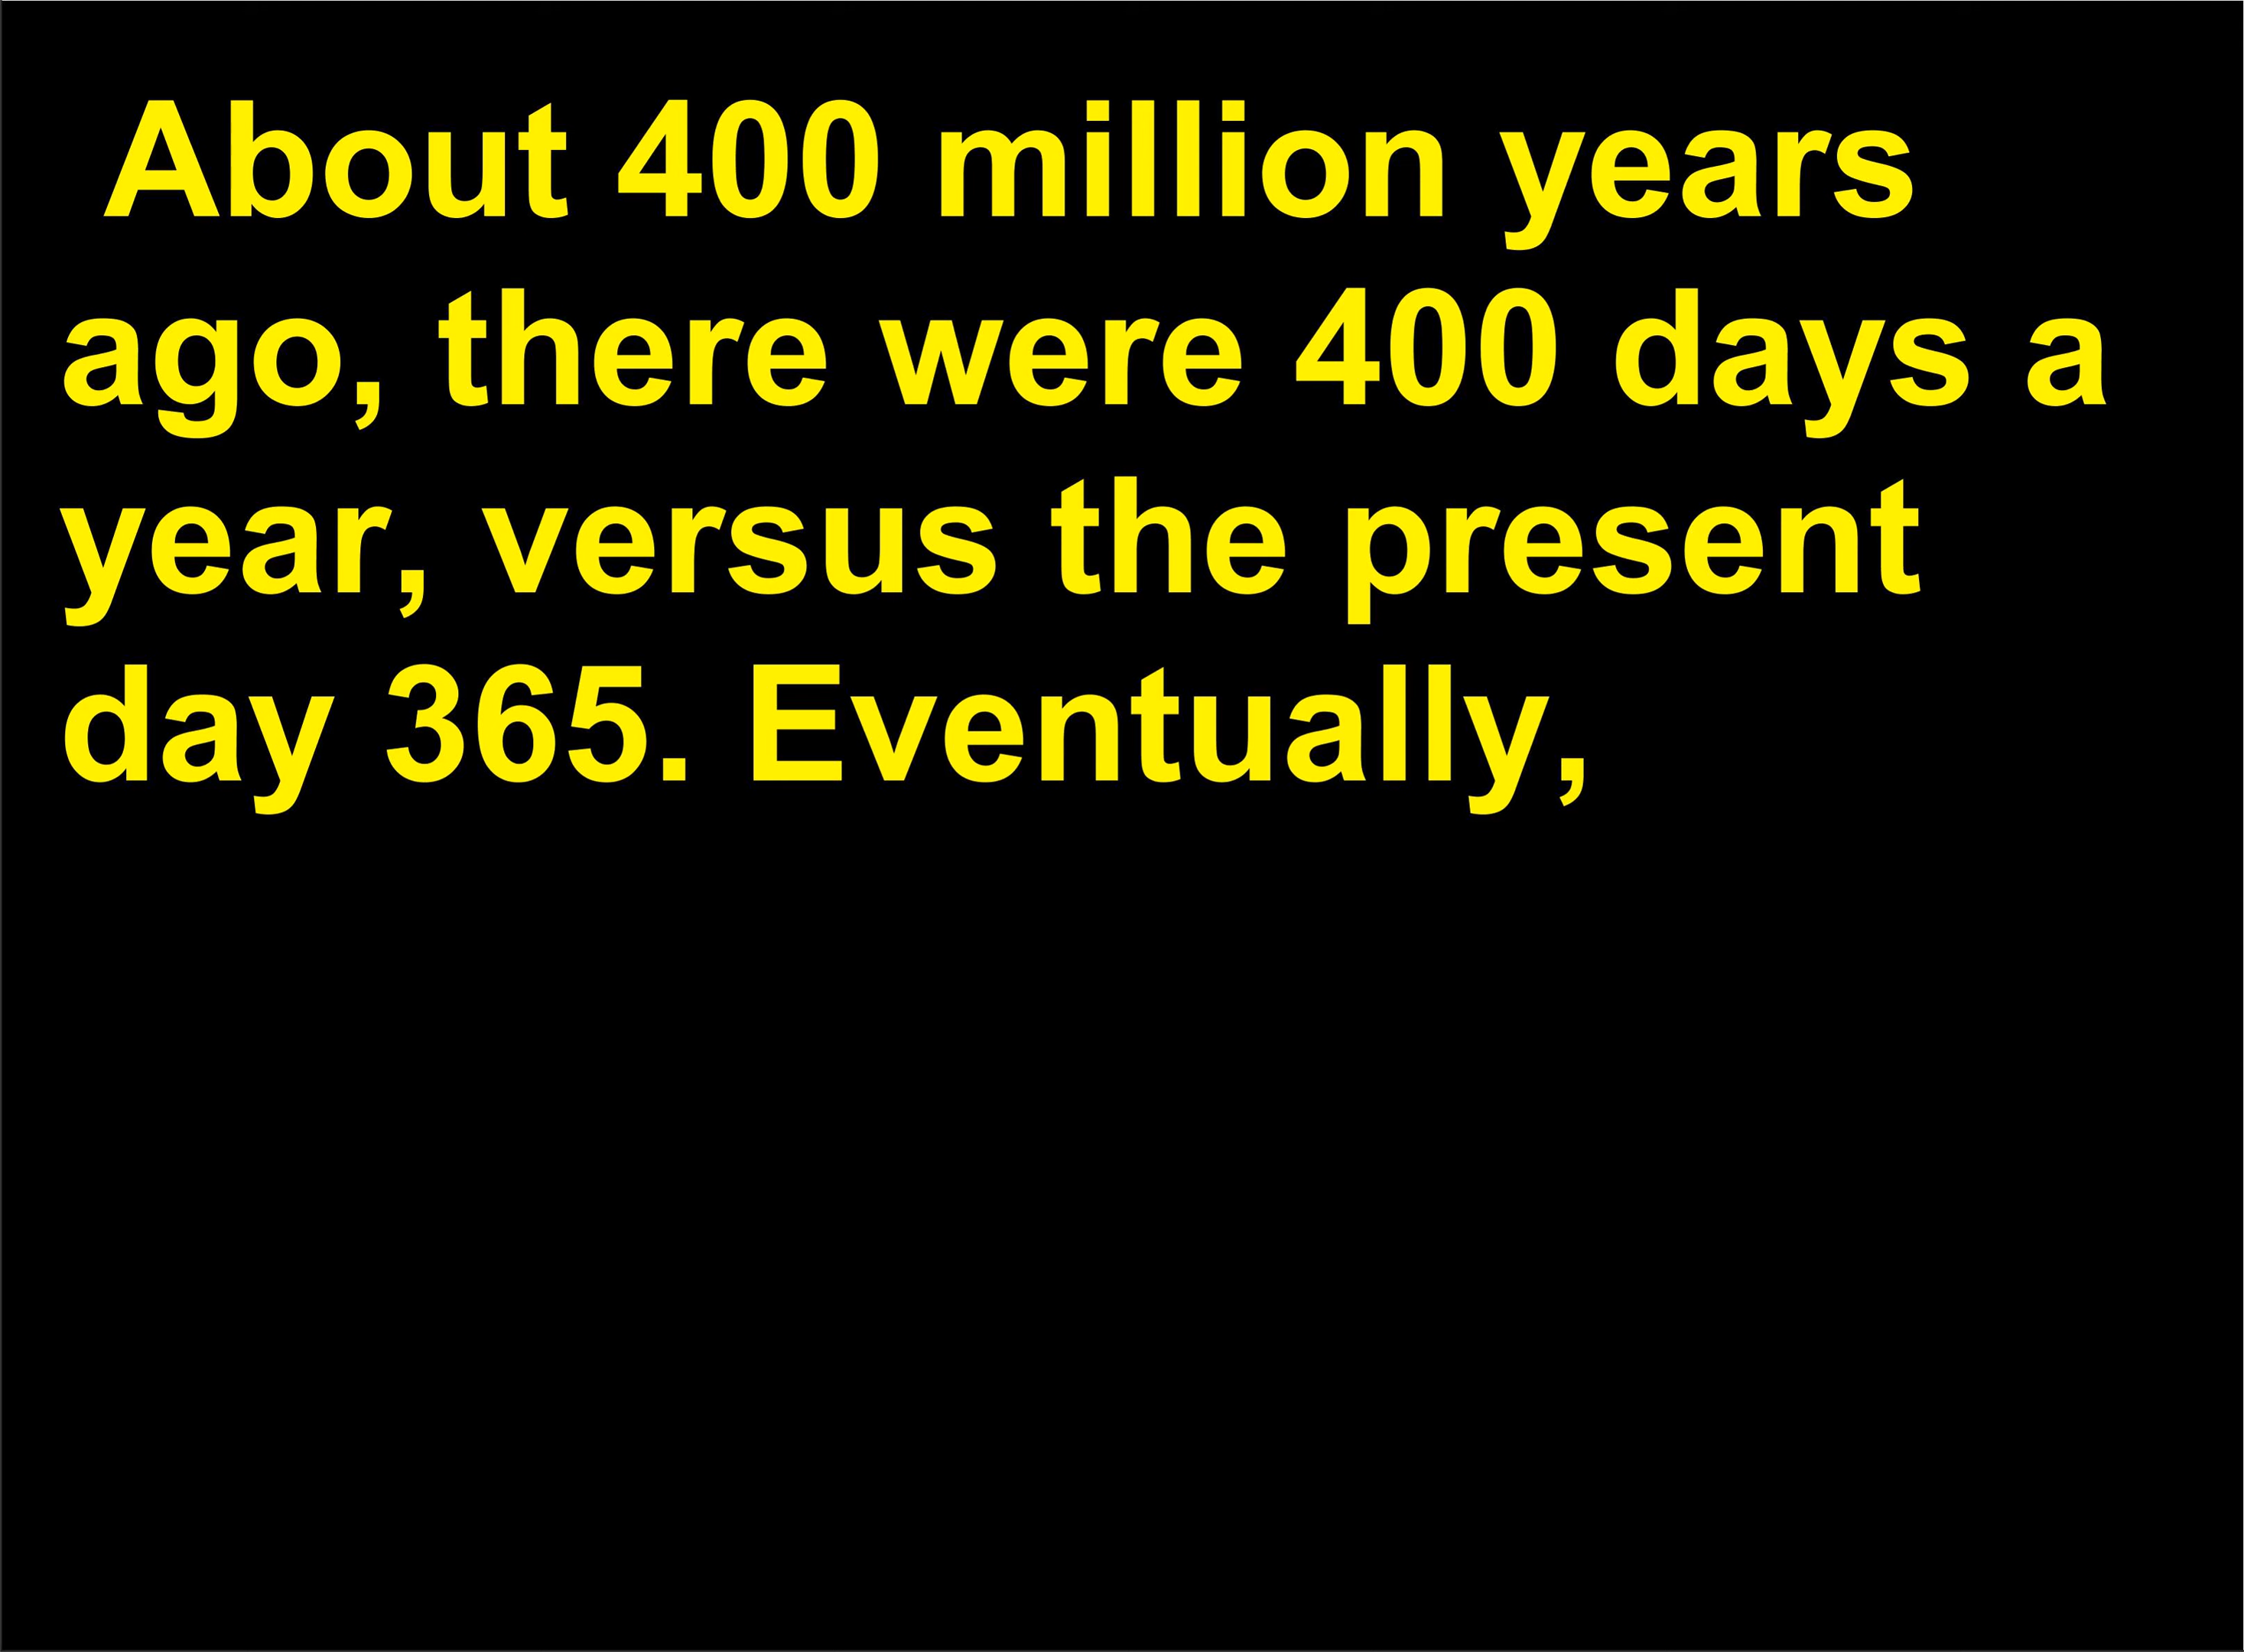 About 400 million years
ago, there were 400 days a
year, versus the present
day 365. Eventually,